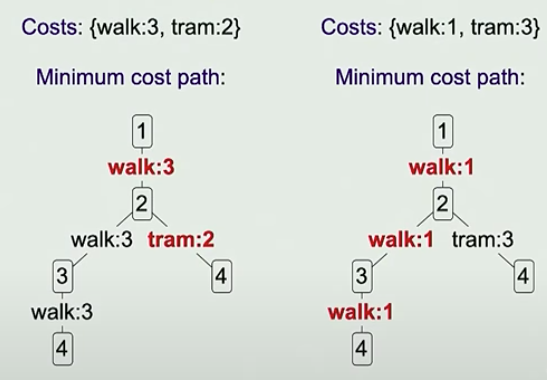 Costs: {walk:3, tram:2}
Minimum cost path:
1
walk:3
2
walk:3 tram:2
3 4
walk:3
4
Costs: {walk:1, tram:3}
Minimum cost path:
1
walk:1
2
walk:1 tram:3
3 4
walk:1
4